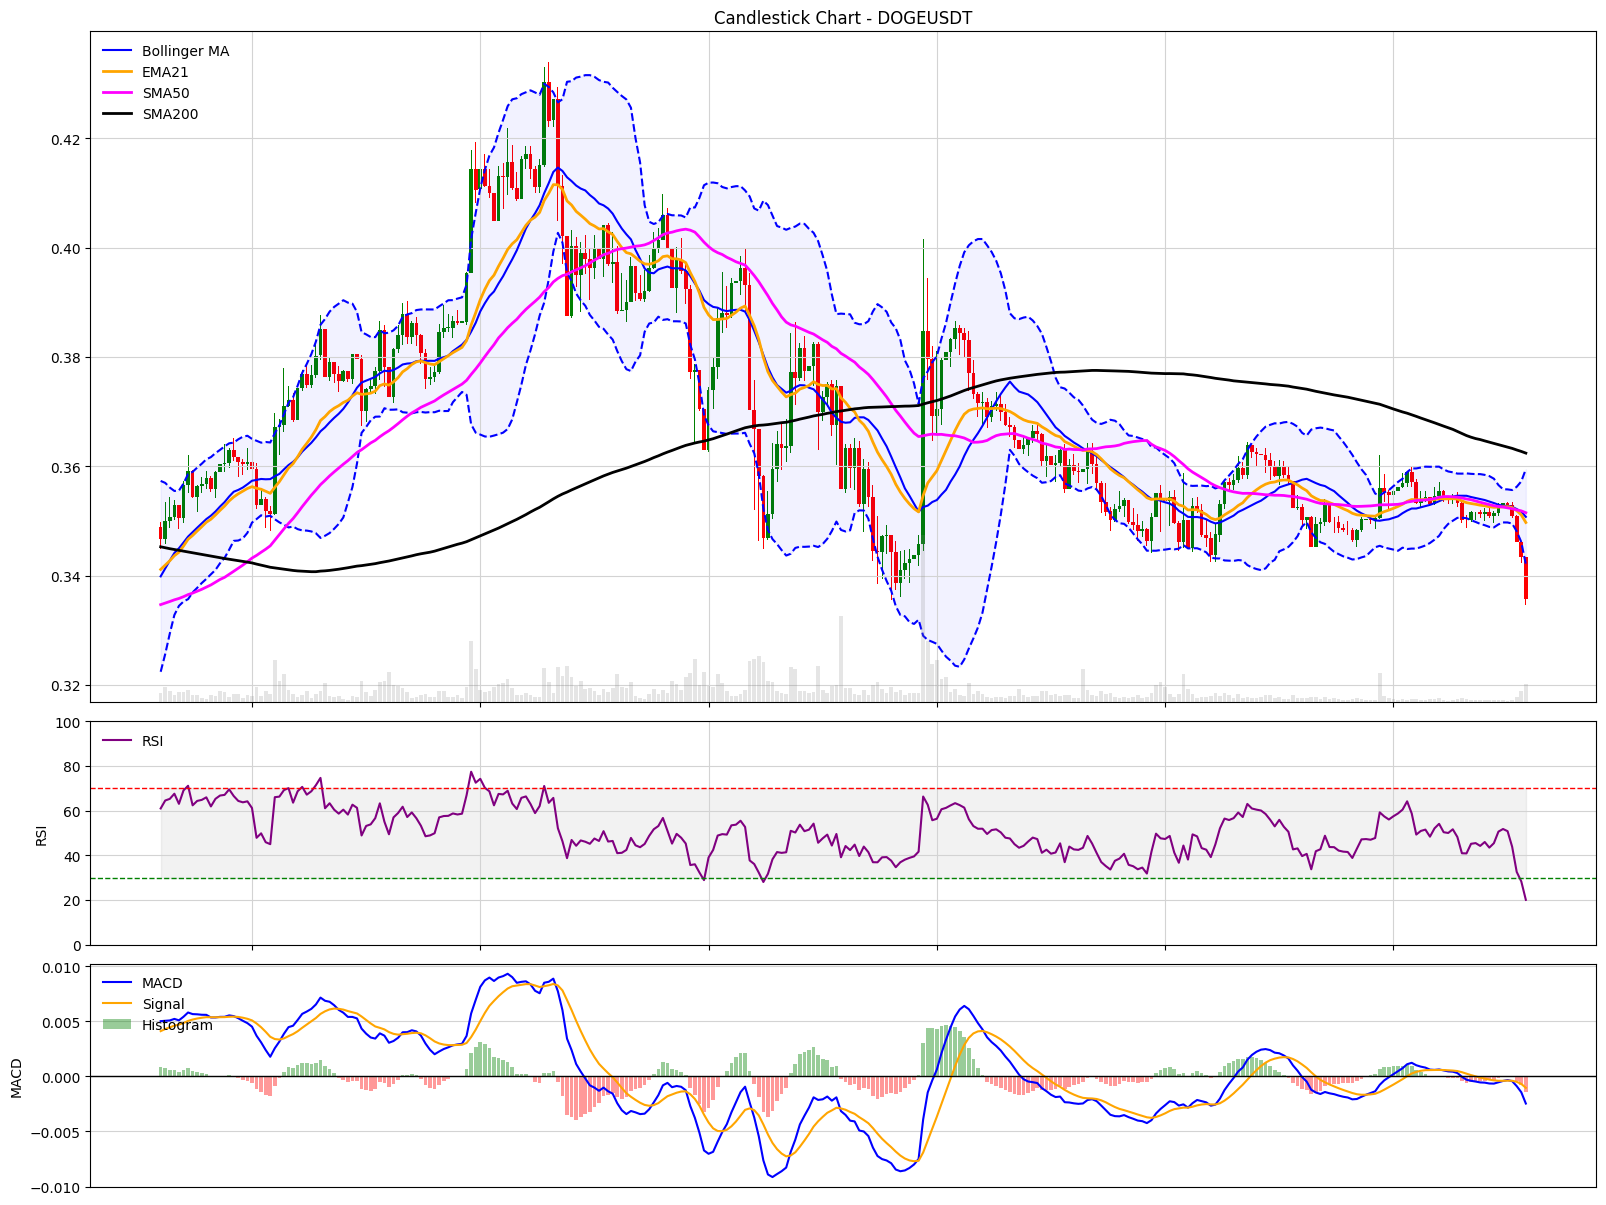 Candlestick Chart - DOGEUSDT
Bollinger MA
EMA21
SMA50
SMA200
0.42
0.40
0.38
0.36
0.34
0.32
100
80
60
40
20
0
RSI
RSI
0.010
0.005
0.000
−0.005
−0.010
MACD
MACD
Signal
Histogram